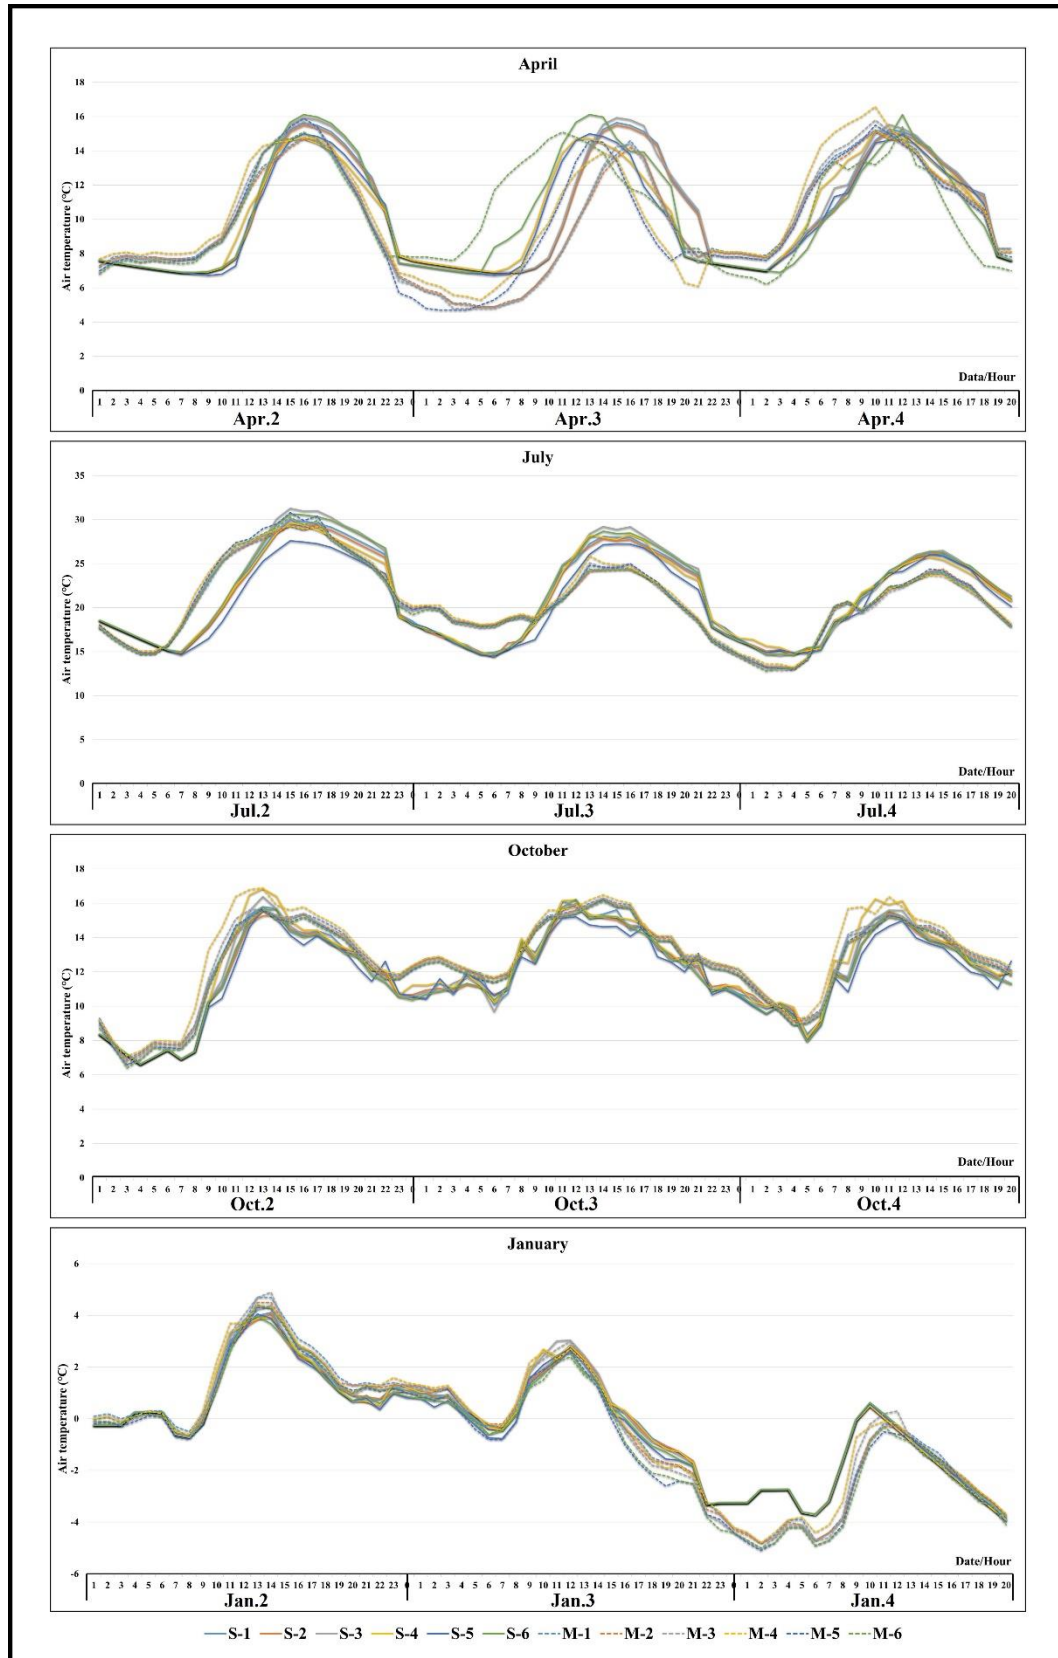 April
18
16
14
12
10
8
6
4
2
0
Air temperature (°C)
Data/Hour
1 2 3 4 5 6 7 8 9 10 11 12 13 14 15 16 17 18 19 20 21 22 23 0 1 2 3 4 5 6 7 8 9 10 11 12 13 14 15 16 17 18 19 20 21 22 23 0 1 2 3 4 5 6 7 8 9 10 11 12 13 14 15 16 17 18 19 20
Apr.2 Apr.3 Apr.4
July
35
30
25
20
15
10
5
0
Air temperature (°C)
Date/Hour
1 2 3 4 5 6 7 8 9 10 11 12 13 14 15 16 17 18 19 20 21 22 23 0 1 2 3 4 5 6 7 8 9 10 11 12 13 14 15 16 17 18 19 20 21 22 23 0 1 2 3 4 5 6 7 8 9 10 11 12 13 14 15 16 17 18 19 20
Jul.2 Jul.3 Jul.4
October
18
16
14
12
10
8
6
4
2
0
Air temperature (°C)
Date/Hour
1 2 3 4 5 6 7 8 9 10 11 12 13 14 15 16 17 18 19 20 21 22 23 0 1 2 3 4 5 6 7 8 9 10 11 12 13 14 15 16 17 18 19 20 21 22 23 0 1 2 3 4 5 6 7 8 9 10 11 12 13 14 15 16 17 18 19 20
Oct.2 Oct.3 Oct.4
January
6
4
2
0
-2
-4
-6
Air temperature (°C)
Date/Hour
1 2 3 4 5 6 7 8 9 10 11 12 13 14 15 16 17 18 19 20 21 22 23 0 1 2 3 4 5 6 7 8 9 10 11 12 13 14 15 16 17 18 19 20 21 22 23 0 1 2 3 4 5 6 7 8 9 10 11 12 13 14 15 16 17 18 19 20
Jan.2 Jan.3 Jan.4
S-1 S-2 S-3 S-4 S-5 S-6 M-1 M-2 M-3 M-4 M-5 M-6